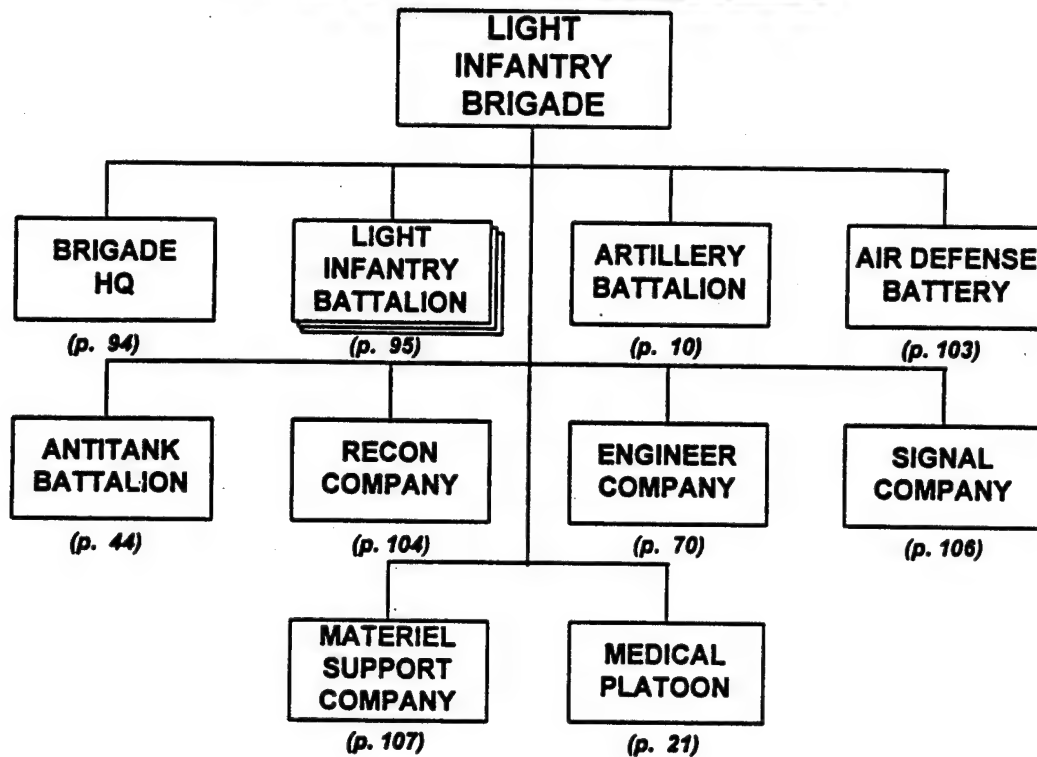 LIGHT
INFANTRY
BRIGADE
BRIGADE
HQ
(p. 94)
LIGHT
INFANTRY
BATTALION
(p. 95)
ARTILLERY
BATTALION
(p. 10)
AIR DEFENSE
BATTERY
(p. 103)
ANTITANK
BATTALION
(p. 44)
RECON
COMPANY
(p. 104)
ENGINEER
COMPANY
(p. 70)
SIGNAL
COMPANY
(p. 106)
MATERIEL
SUPPORT
COMPANY
(p. 107)
MEDICAL
PLATOON
(p. 21)